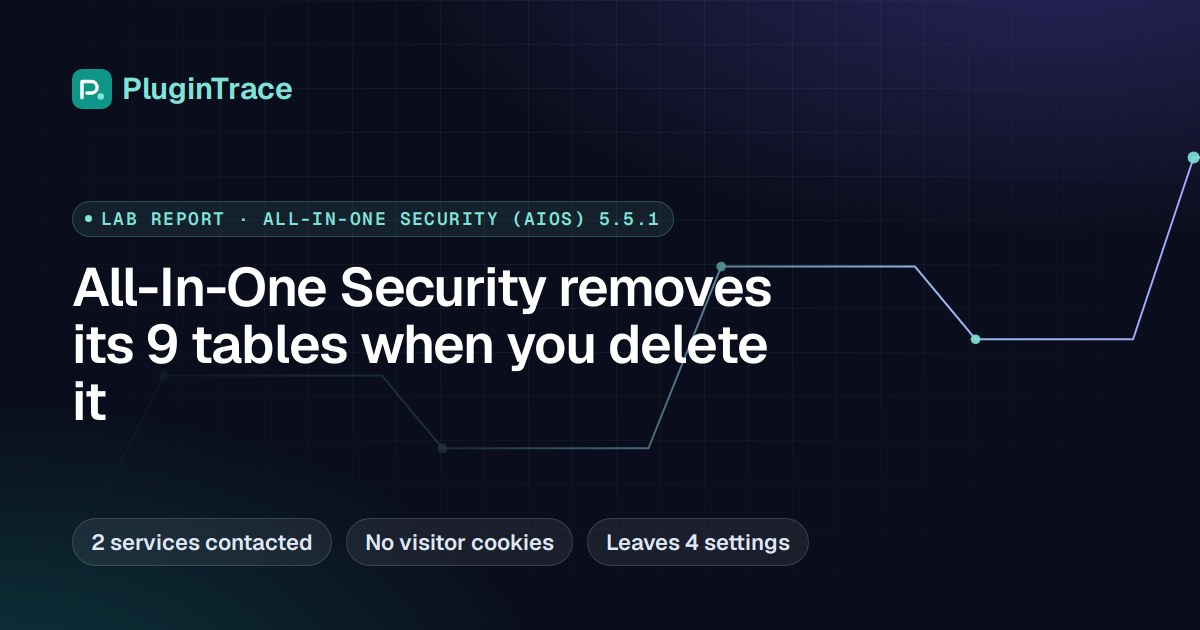 PluginTrace
LAB REPORT · ALL-IN-ONE SECURITY (AIOS) 5.5.1
All-In-One Security removes
its 9 tables when you delete
it
2 services contacted
No visitor cookies
Leaves 4 settings